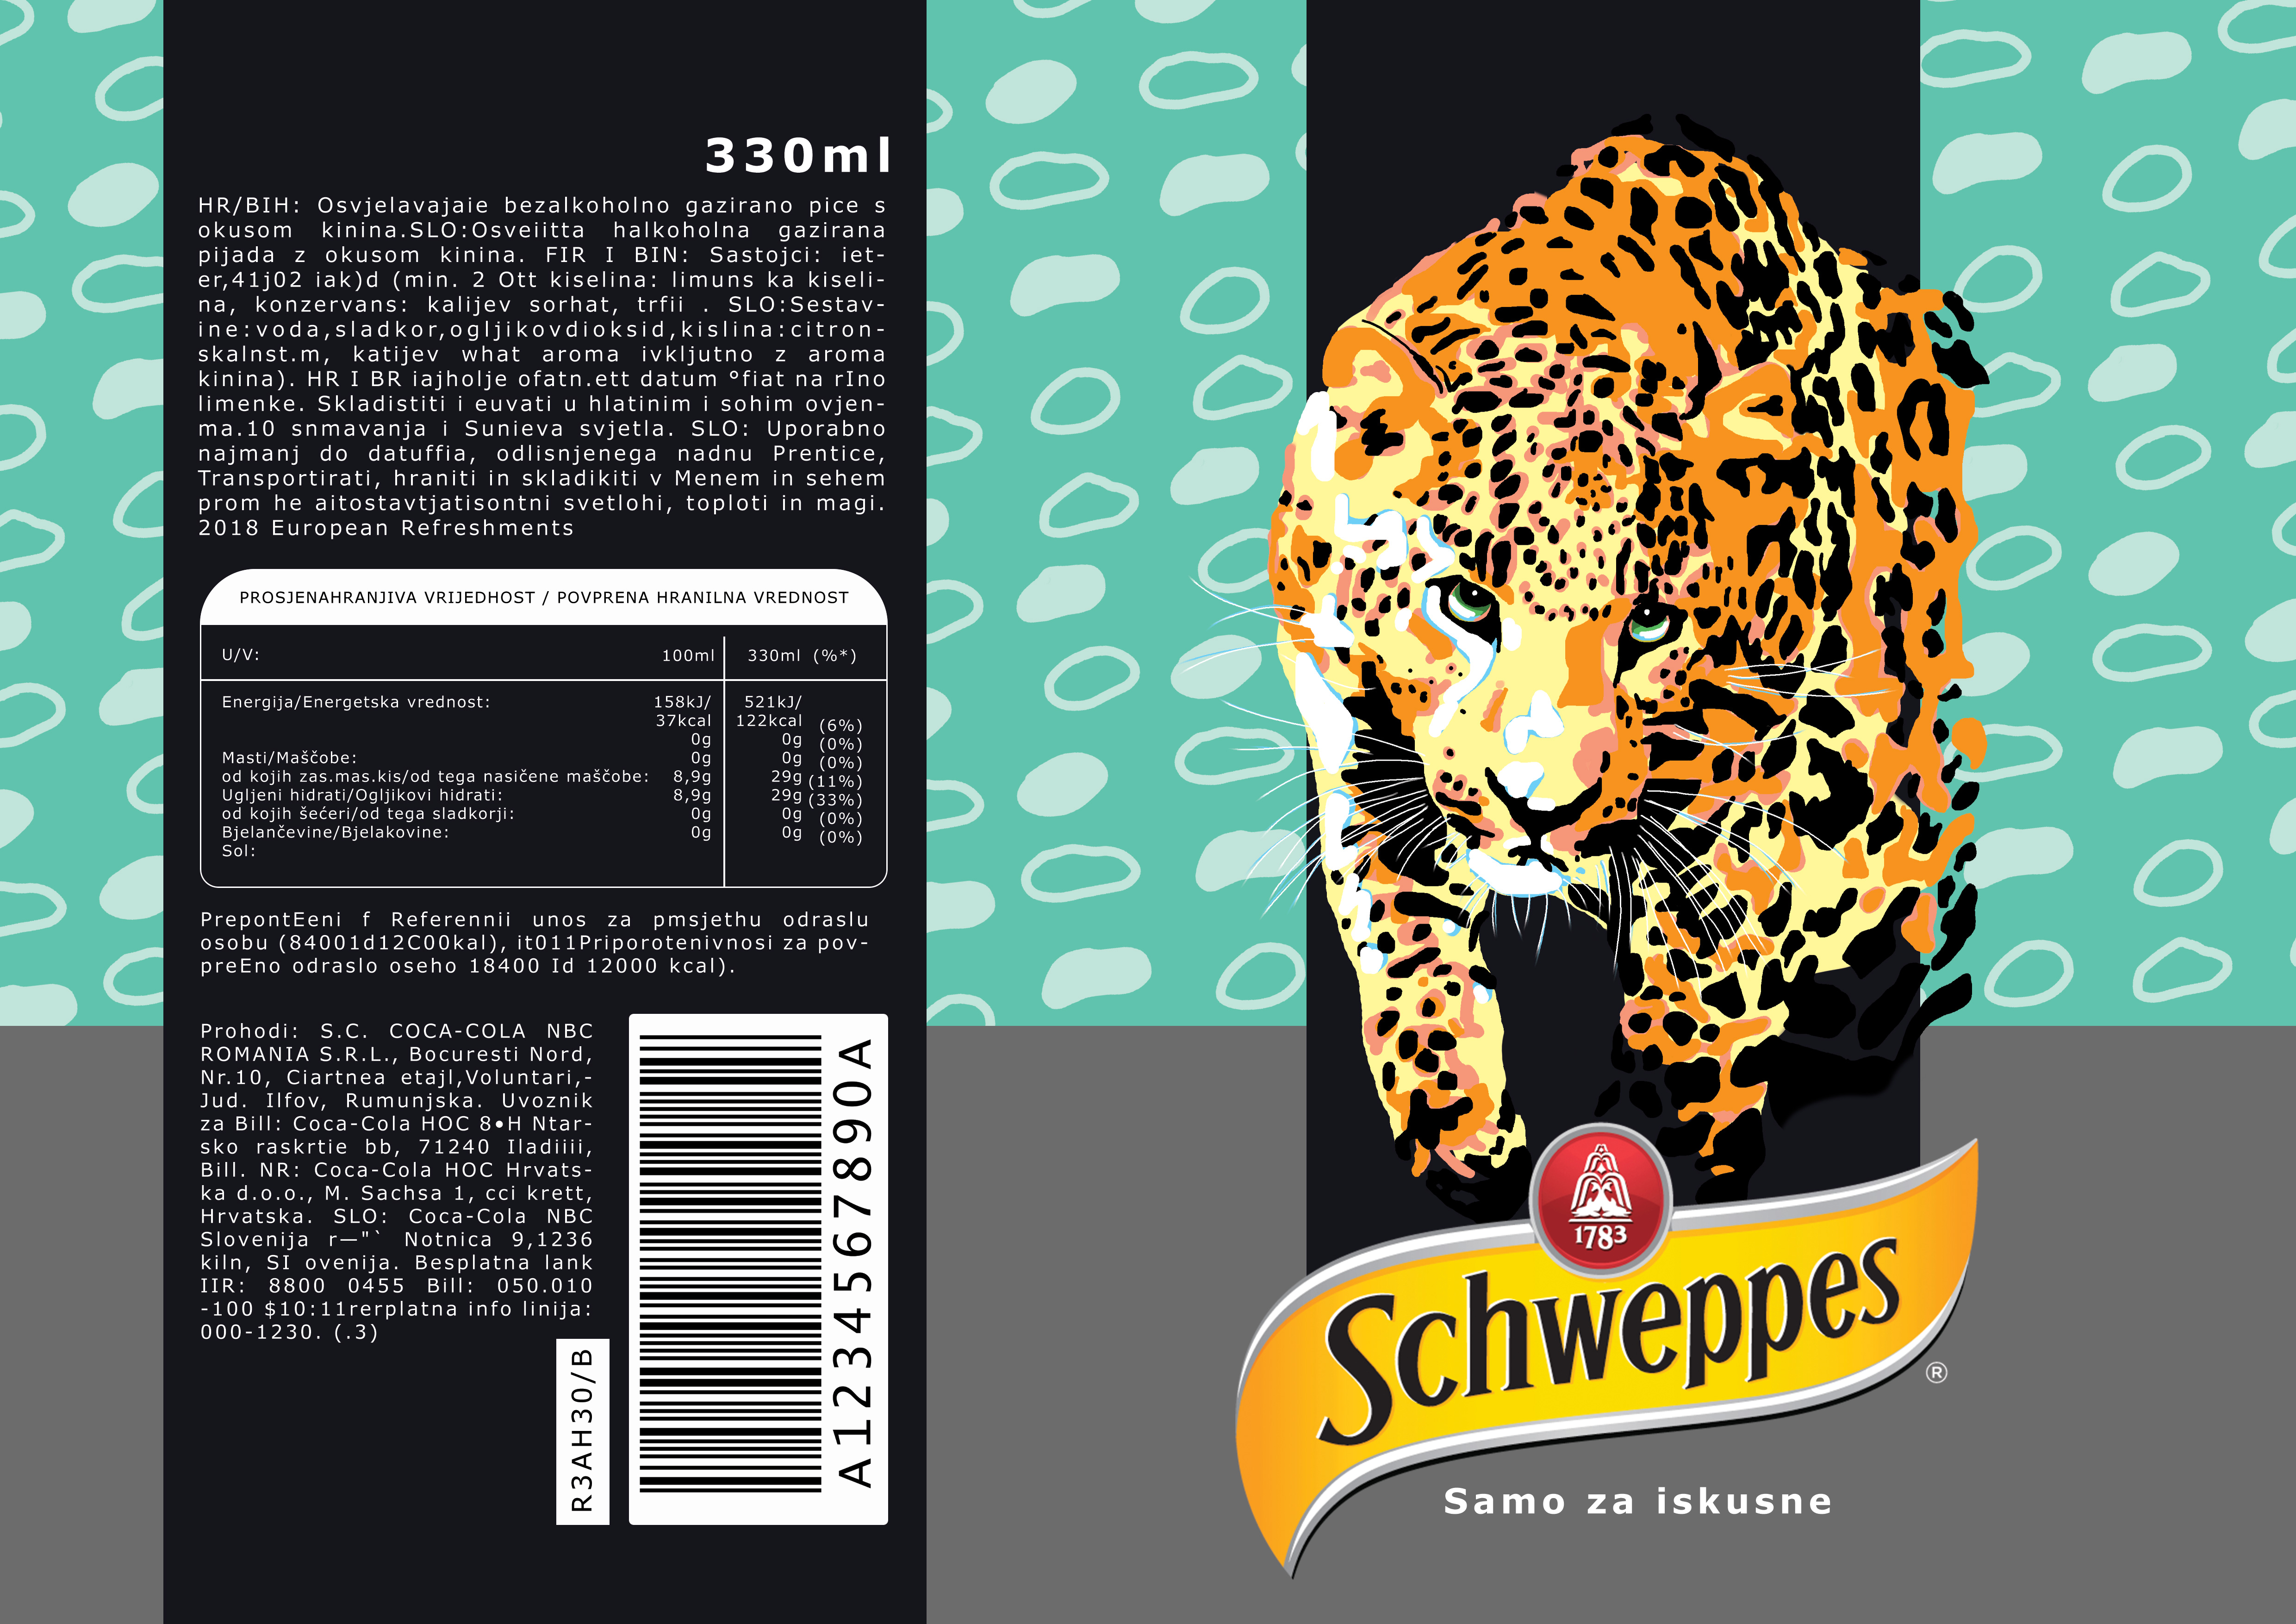 330ml
HR/BIH: Osvjelavajaie bezalkoholno gazirano pice s
okusom kinina.SLO:Osveiitta halkoholna gazirana
pijada z okusom kinina. FIR I BIN: Sastojci: iet-
er,41j02 iak)d (min. 2 Ott kiselina: limuns ka kiseli-
na, konzervans: kalijev sorhat, trfii . SLO:Sestav-
ine:voda,sladkor,ogljikovdioksid,kislina:citron-
skalnst.m, katijev what aroma ivkljutno z aroma
kinina). HR I BR iajholje ofatn.ett datum °fiat na rIno
limenke. Skladistiti i euvati u hlatinim i sohim ovjen-
ma.10 snmavanja i Sunieva svjetla. SLO: Uporabno
najmanj do datuffia, odlisnjenega nadnu Prentice,
Transportirati, hraniti in skladikiti v Menem in sehem
prom he aitostavtjatisontni svetlohi, toploti in magi.
2018 European Refreshments
PROSJENAHRANJIVA VRIJEDHOST / POVPRENA HRANILNA VREDNOST
U/V: 100ml 330ml (%*)
Energija/Energetska vrednost: 158kJ/ 521kJ/
37kcal 122kcal (6%)
0g 0g (0%)
Masti/Maščobe: 0g 0g (0%)
od kojih zas.mas.kis/od tega nasičene maščobe: 8,9g 29g (11%)
Ugljeni hidrati/Ogljikovi hidrati: 8,9g 29g (33%)
od kojih šećeri/od tega sladkorji: 0g 0g (0%)
Bjelančevine/Bjelakovine: 0g 0g (0%)
Sol:
PrepontEeni f Referennii unos za pmsjethu odraslu
osobu (84001d12C00kal), it011Priporotenivnosi za pov-
preEno odraslo oseho 18400 Id 12000 kcal).
Prohodi: S.C. COCA-COLA NBC
ROMANIA S.R.L., Bocuresti Nord,
Nr.10, Ciartnea etajl,Voluntari,-
Jud. Ilfov, Rumunjska. Uvoznik
za Bill: Coca-Cola HOC 8•H Ntar-
sko raskrtie bb, 71240 Iladiiii,
Bill. NR: Coca-Cola HOC Hrvats-
ka d.o.o., M. Sachsa 1, cci krett,
Hrvatska. SLO: Coca-Cola NBC
Slovenija r—"` Notnica 9,1236
kiln, SI ovenija. Besplatna lank
IIR: 8800 0455 Bill: 050.010
-100 $10:11rerplatna info linija:
000-1230. (.3)
R3AH30/B
A1234567890A
1783
Schweppes
®
Samo za iskusne